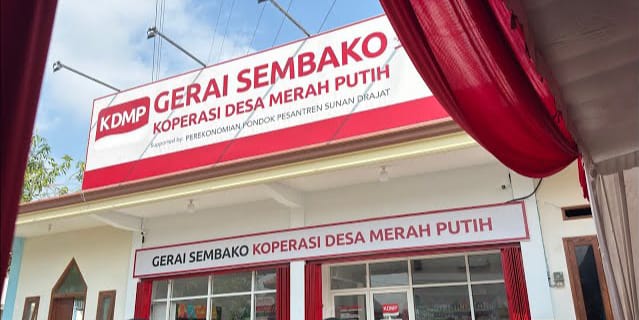 KDMP
GERAI SEMBAKO
KOPERASI DESA MERAH PUTIH
Supported by: PEREKONOMIAN PONDOK PESANTREN SUNAN DRAJAT
GERAI SEMBAKO KOPERASI DESA MERAH PUTIH
KDMP